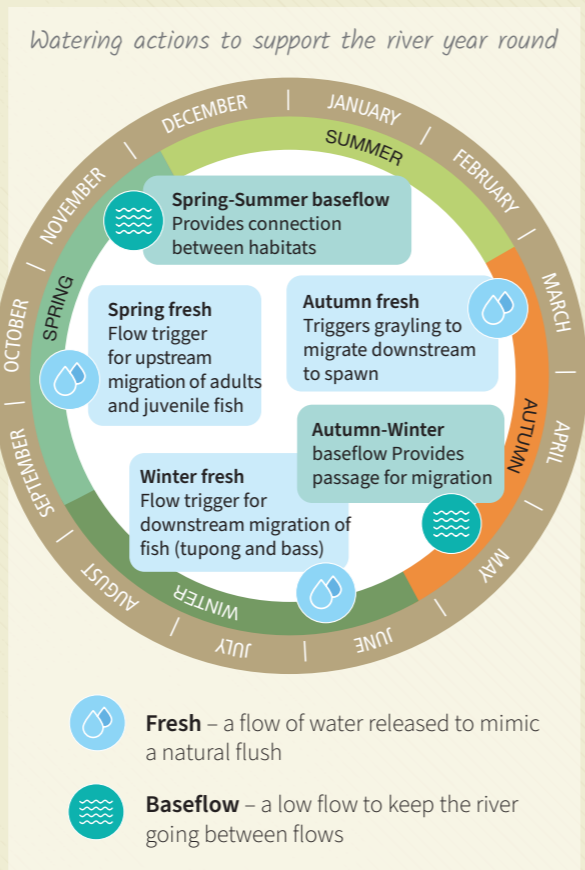 Watering actions to support the river year round
DECEMBER
JANUARY
FEBRUARY
MARCH
APRIL
MAY
JUNE
JULY
AUGUST
SEPTEMBER
OCTOBER
NOVEMBER
SUMMER
AUTUMN
WINTER
SPRING
Spring-Summer baseflow
Provides connection
between habitats
Spring fresh
Flow trigger
for upstream
migration of adults
and juvenile fish
Autumn fresh
Triggers grayling to
migrate downstream
to spawn
Autumn-Winter
baseflow Provides
passage for migration
Winter fresh
Flow trigger for
downstream migration of
fish (tupong and bass)
Fresh – a flow of water released to mimic
a natural flush
Baseflow – a low flow to keep the river
going between flows